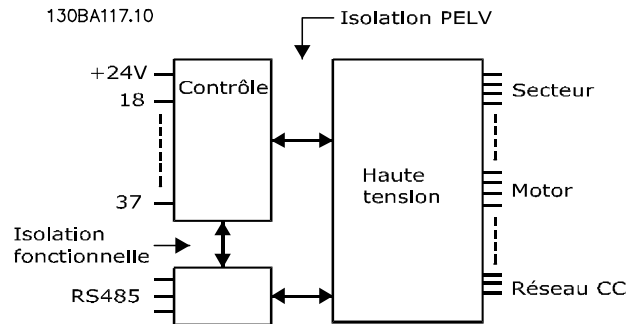 130BA117.10
Isolation PELV
+24V
Contrôle
18
Secteur
Haute
tension
37
Motor
Isolation
fonctionnelle
RS485
Réseau CC